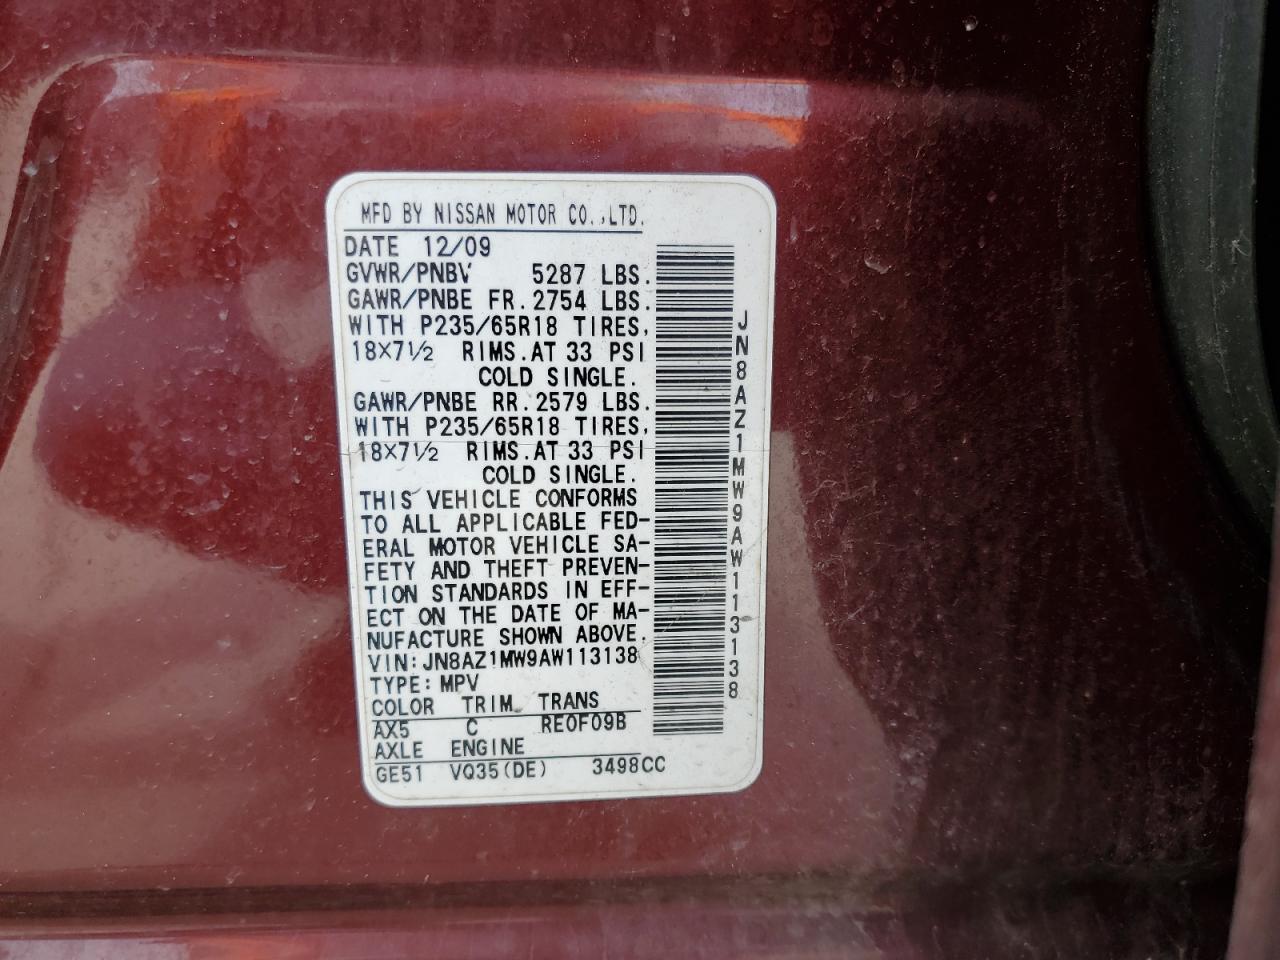 MFD BY NISSAN MOTOR CO.,LTD.
DATE 12/09
GVWR/PNBV 5287 LBS.
GAWR/PNBE FR. 2754 LBS.
WITH P235/65R18 TIRES,
18×7½ RIMS. AT 33 PSI
COLD SINGLE.
GAWR/PNBE RR. 2579 LBS.
WITH P235/65R18 TIRES,
18×7½ RIMS. AT 33 PSI
COLD SINGLE.
THIS VEHICLE CONFORMS
TO ALL APPLICABLE FED-
ERAL MOTOR VEHICLE SA-
FETY AND THEFT PREVEN-
TION STANDARDS IN EFF-
ECT ON THE DATE OF MA-
NUFACTURE SHOWN ABOVE.
VIN: JN8AZ1MW9AW113138
TYPE: MPV
COLOR TRIM TRANS
AX5 C RE0F09B
AXLE ENGINE
GE51 VQ35(DE) 3498CC
JN8AZ1MW9AW113138